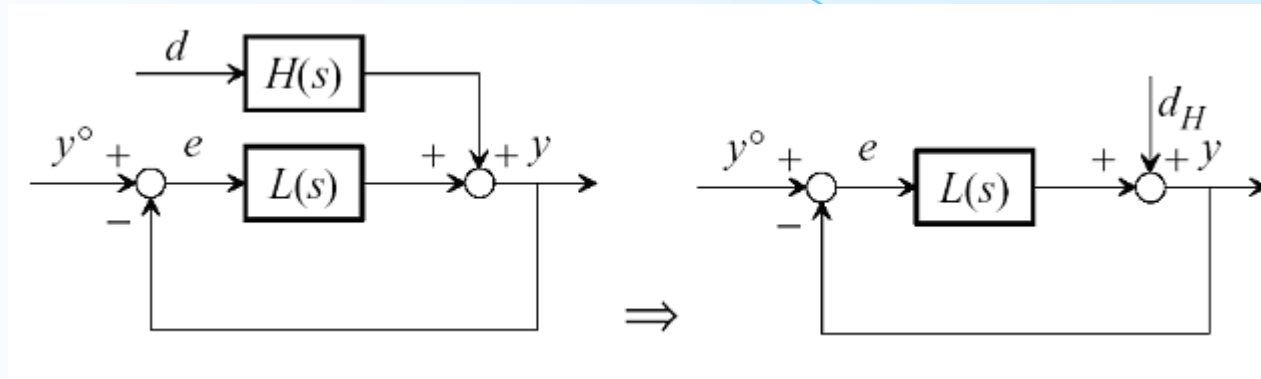 d
H(s)
y° + e L(s) + + y
−
⇒
d_H
y° + e L(s) + + y
−